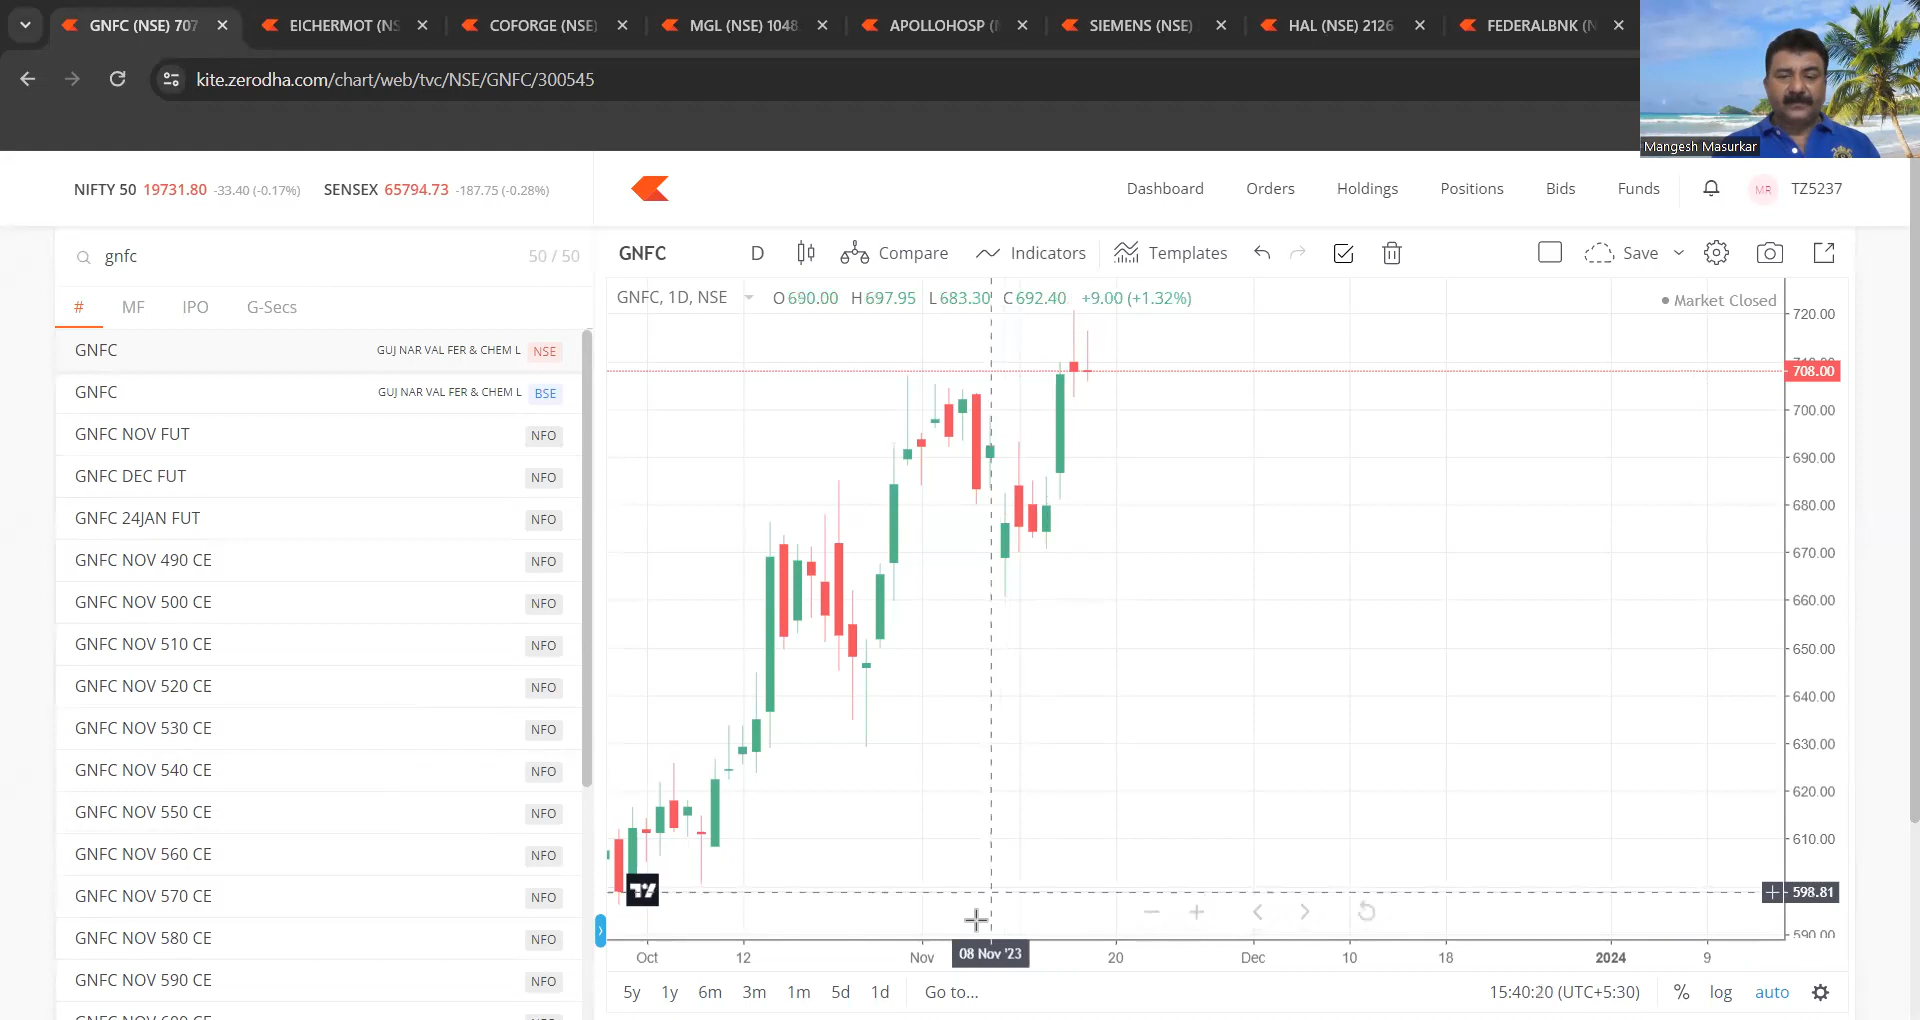 GNFC (NSE) 707
EICHERMOT (NS
COFORGE (NSE)
MGL (NSE) 1048
APOLLOHOSP (
SIEMENS (NSE)
HAL (NSE) 2126
FEDERALBNK (N
kite.zerodha.com/chart/web/tvc/NSE/GNFC/300545
Mangesh Masurkar
NIFTY 50 19731.80 -33.40 (-0.17%) SENSEX 65794.73 -187.75 (-0.28%)
Dashboard Orders Holdings Positions Bids Funds MR TZ5237
gnfc 50 / 50
# MF IPO G-Secs
GNFC GUJ NAR VAL FER & CHEM L NSE
GNFC GUJ NAR VAL FER & CHEM L BSE
GNFC NOV FUT NFO
GNFC DEC FUT NFO
GNFC 24JAN FUT NFO
GNFC NOV 490 CE NFO
GNFC NOV 500 CE NFO
GNFC NOV 510 CE NFO
GNFC NOV 520 CE NFO
GNFC NOV 530 CE NFO
GNFC NOV 540 CE NFO
GNFC NOV 550 CE NFO
GNFC NOV 560 CE NFO
GNFC NOV 570 CE NFO
GNFC NOV 580 CE NFO
GNFC NOV 590 CE NFO
GNFC D Compare Indicators Templates Save
GNFC, 1D, NSE O690.00 H697.95 L683.30 C692.40 +9.00 (+1.32%)
Market Closed
720.00
708.00
700.00
690.00
680.00
670.00
660.00
650.00
640.00
630.00
620.00
610.00
598.81
590.00
Oct 12 Nov 08 Nov '23 20 Dec 10 18 2024 9
5y 1y 6m 3m 1m 5d 1d Go to... 15:40:20 (UTC+5:30) % log auto